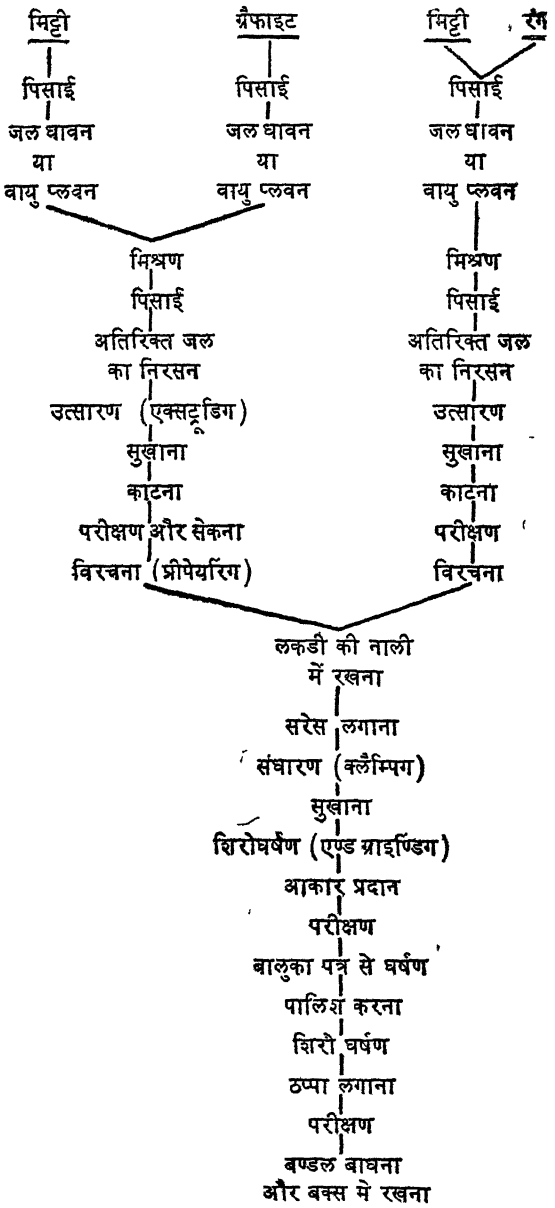 मिट्टी ग्रैफाइट मिट्टी , रंग
पिसाई पिसाई पिसाई
जल धावन जल धावन जल धावन
या या या
वायु प्लवन वायु प्लवन वायु प्लवन
मिश्रण मिश्रण
पिसाई पिसाई
अतिरिक्त जल अतिरिक्त जल
का निरसन का निरसन
उत्सारण (एक्सट्रूडिग) उत्सारण
सुखाना सुखाना
काटना काटना
परीक्षण और सेकना परीक्षण
विरचना (प्रीपेयरिंग) विरचना
लकडी की नाली
में रखना
सरेस लगाना
संधारण (क्लैम्पिग)
सुखाना
शिरोघर्षण (एण्ड ग्राइण्डिग)
आकार प्रदान
परीक्षण
बालुका पत्र से घर्षण
पालिश करना
शिरो घर्षण
ठप्पा लगाना
परीक्षण
बण्डल बाघना
और बक्स मे रखना